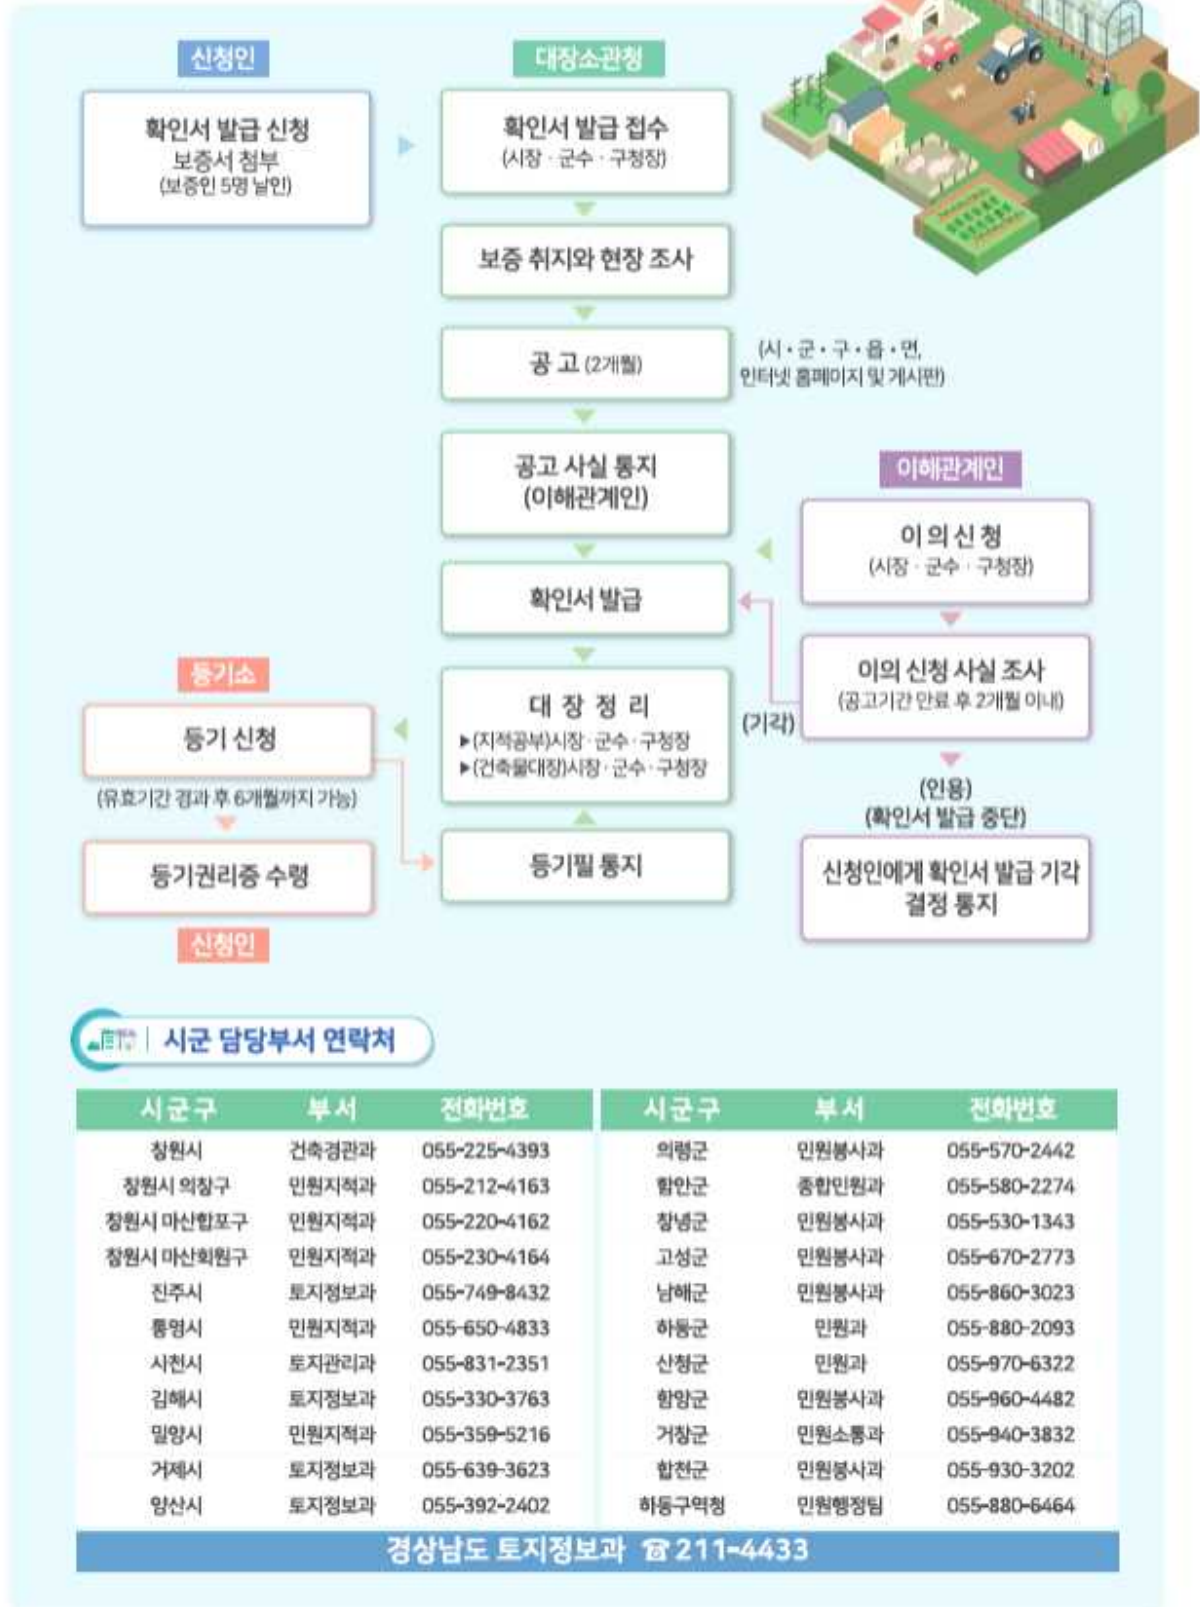 신청인
확인서 발급 신청
보증서 첨부
(보증인 5명 날인)
대장소관청
확인서 발급 접수
(시장 · 군수 · 구청장)
보증 취지와 현장 조사
공 고 (2개월)
(시 · 군 · 구 · 읍 · 면,
인터넷 홈페이지 및 게시판)
공고 사실 통지
(이해관계인)
확인서 발급
이해관계인
이 의 신 청
(시장 · 군수 · 구청장)
이의 신청 사실 조사
(공고기간 만료 후 2개월 이내)
(기각)
(인용)
(확인서 발급 중단)
신청인에게 확인서 발급 기각
결정 통지
대 장 정 리
▶(지적공부)시장 · 군수 · 구청장
▶(건축물대장)시장 · 군수 · 구청장
등기필 통지
등기소
등기 신청
(유효기간 경과 후 6개월까지 가능)
등기권리증 수령
신청인
시군 담당부서 연락처
시 군 구 부 서 전화번호 시 군 구 부 서 전화번호
창원시 건축경관과 055-225-4393 의령군 민원봉사과 055-570-2442
창원시 의창구 민원지적과 055-212-4163 함안군 종합민원과 055-580-2274
창원시 마산합포구 민원지적과 055-220-4162 창녕군 민원봉사과 055-530-1343
창원시 마산회원구 민원지적과 055-230-4164 고성군 민원봉사과 055-670-2773
진주시 토지정보과 055-749-8432 남해군 민원봉사과 055-860-3023
통영시 민원지적과 055-650-4833 하동군 민원과 055-880-2093
사천시 토지관리과 055-831-2351 산청군 민원과 055-970-6322
김해시 토지정보과 055-330-3763 함양군 민원봉사과 055-960-4482
밀양시 민원지적과 055-359-5216 거창군 민원소통과 055-940-3832
거제시 토지정보과 055-639-3623 합천군 민원봉사과 055-930-3202
양산시 토지정보과 055-392-2402 하동구역청 민원행정팀 055-880-6464
경상남도 토지정보과 ☎ 211-4433